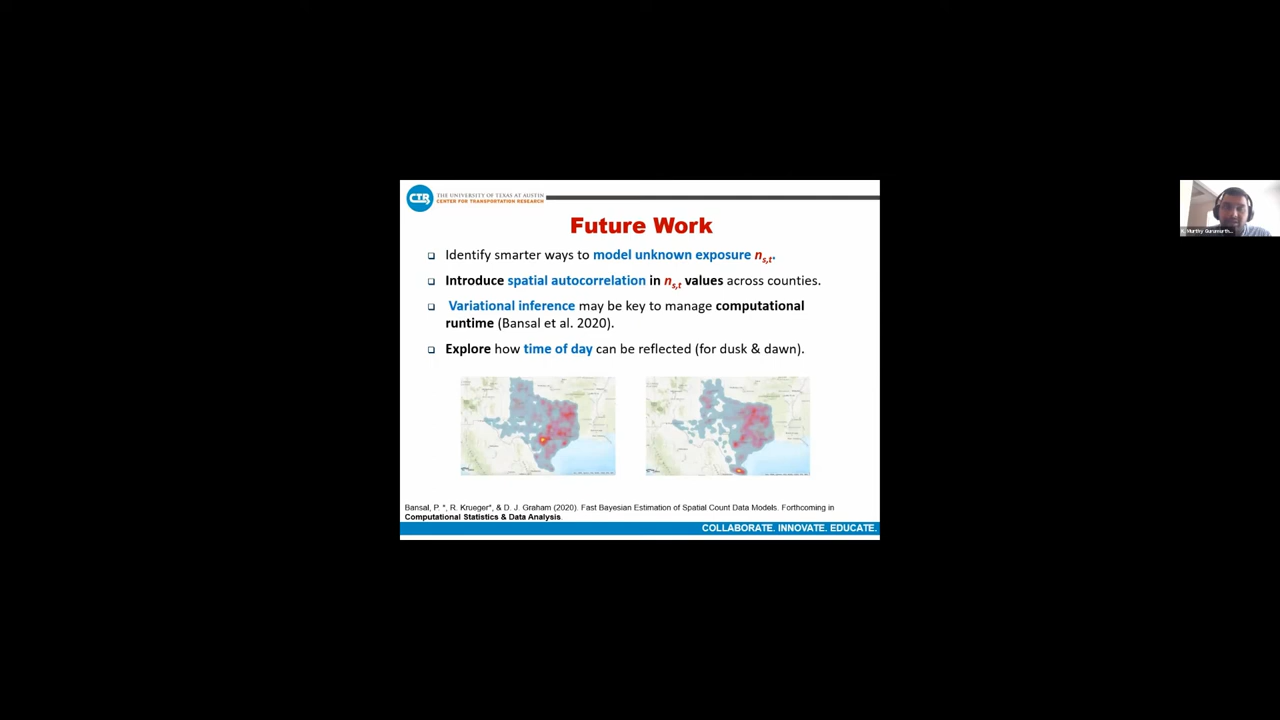 CTR
THE UNIVERSITY OF TEXAS AT AUSTIN
CENTER FOR TRANSPORTATION RESEARCH
Future Work
Identify smarter ways to model unknown exposure n_s,t.
Introduce spatial autocorrelation in n_s,t values across counties.
Variational inference may be key to manage computational
runtime (Bansal et al. 2020).
Explore how time of day can be reflected (for dusk & dawn).
Bansal, P. *, R. Krueger*, & D. J. Graham (2020). Fast Bayesian Estimation of Spatial Count Data Models. Forthcoming in
Computational Statistics & Data Analysis.
COLLABORATE. INNOVATE. EDUCATE.